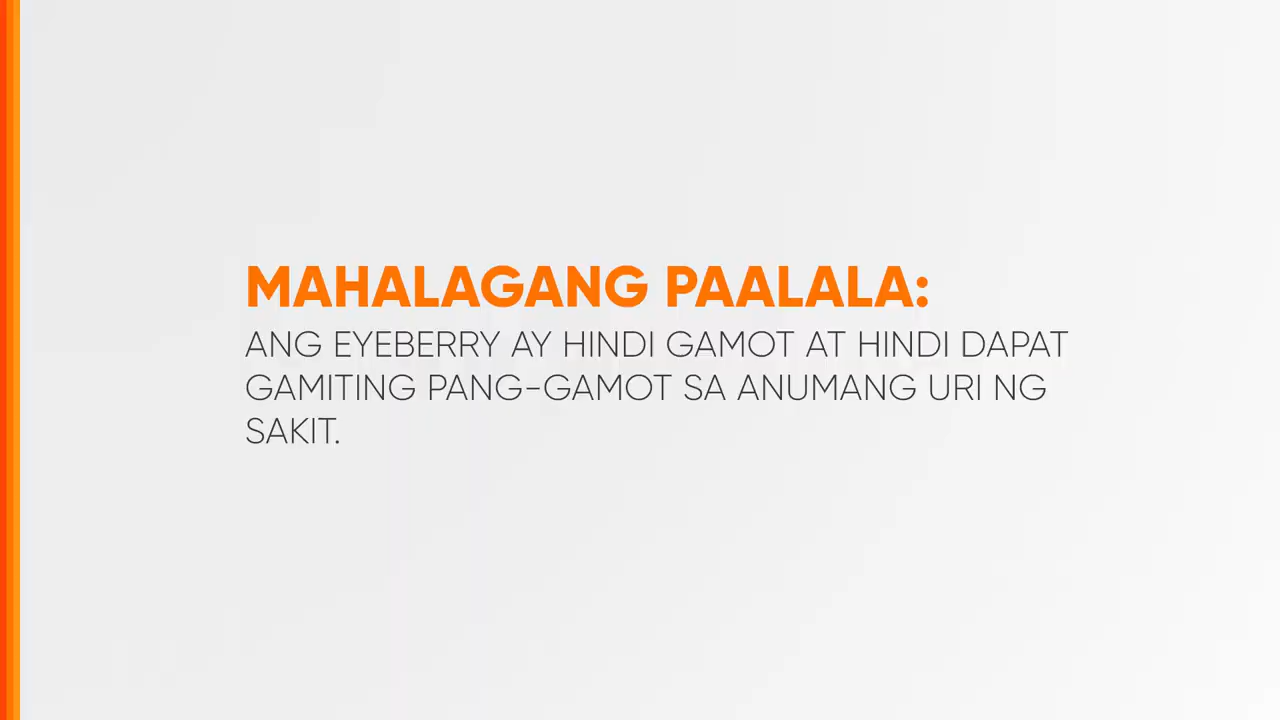 MAHALAGANG PAALALA:
ANG EYEBERRY AY HINDI GAMOT AT HINDI DAPAT
GAMITING PANG-GAMOT SA ANUMANG URI NG
SAKIT.